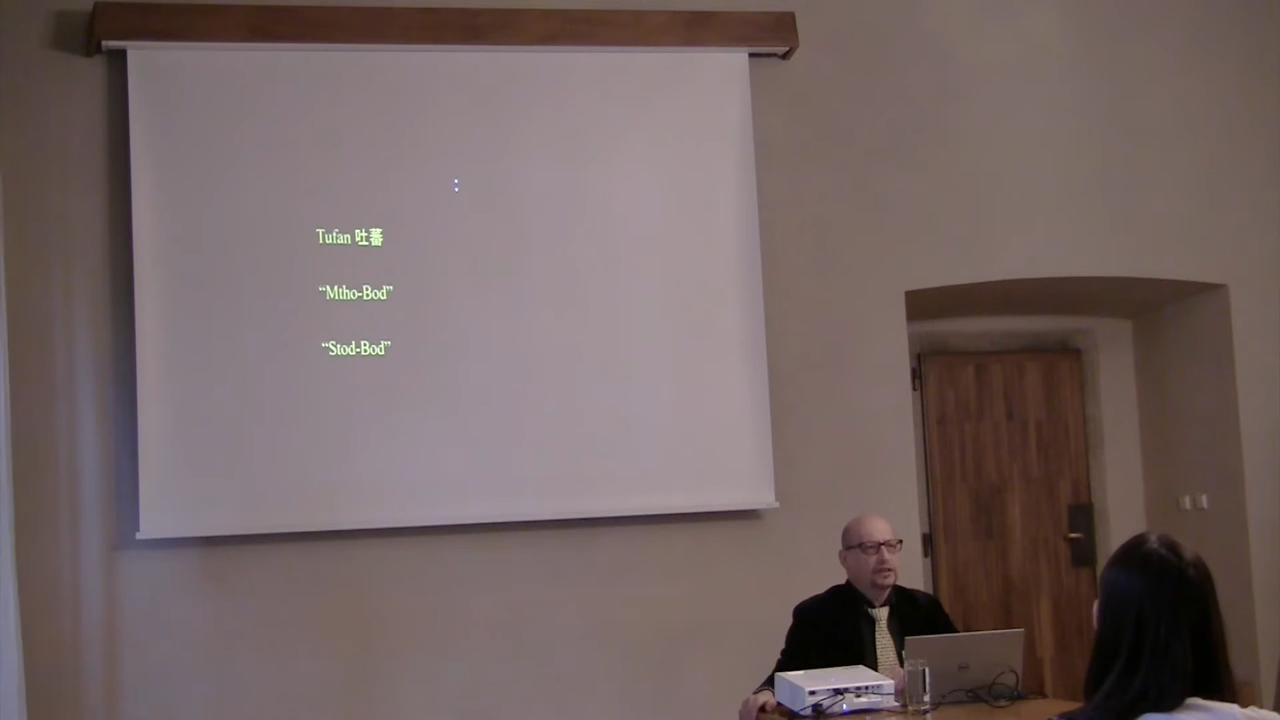 :
Tufan 吐蕃
“Mtho-Bod”
“Stod-Bod”